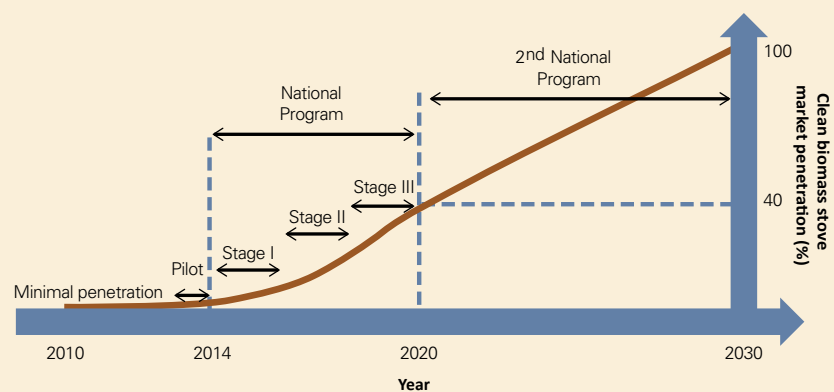 2nd National
Program
100
National
Program
Clean biomass stove
market penetration (%)
Stage III
40
Stage II
Stage I
Pilot
Minimal penetration
2010
2014
2020
2030
Year